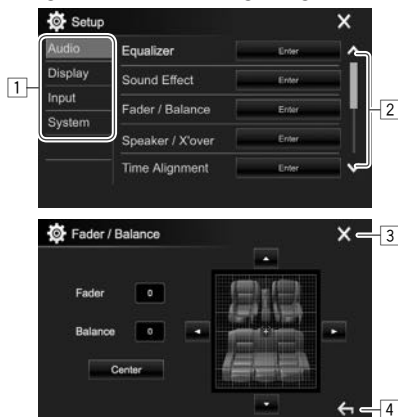 Setup
Audio
Display
Input
System
Equalizer Enter
Sound Effect Enter
Fader / Balance Enter
Speaker / X'over Enter
Time Alignment Enter
1
2
Fader / Balance
3
Fader 0
Balance 0
Center
4